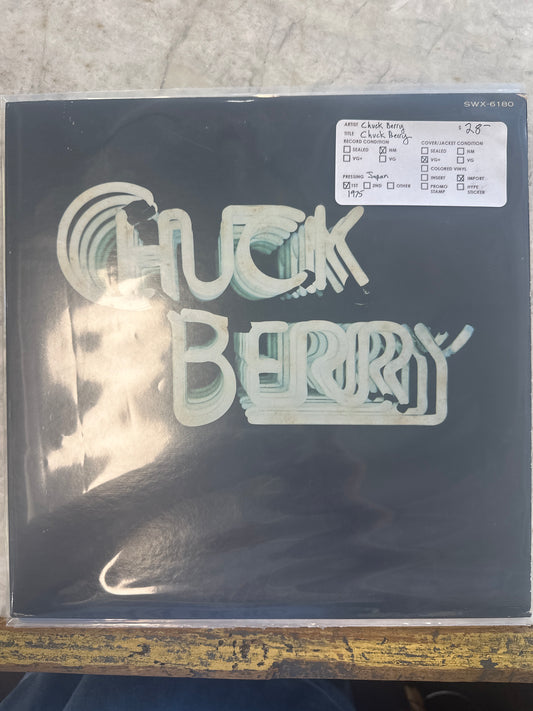 SWX-6180
ARTIST Chuck Berry $ 28-
TITLE Chuck Berry
RECORD CONDITION
SEALED NM
VG+ VG
PRESSING Japan
1ST 2ND OTHER
1975
COVER/JACKET CONDITION
SEALED NM
VG+ VG
COLORED VINYL
INSERT IMPORT
PROMO STAMP HYPE STICKER
CHUCK
BERRY